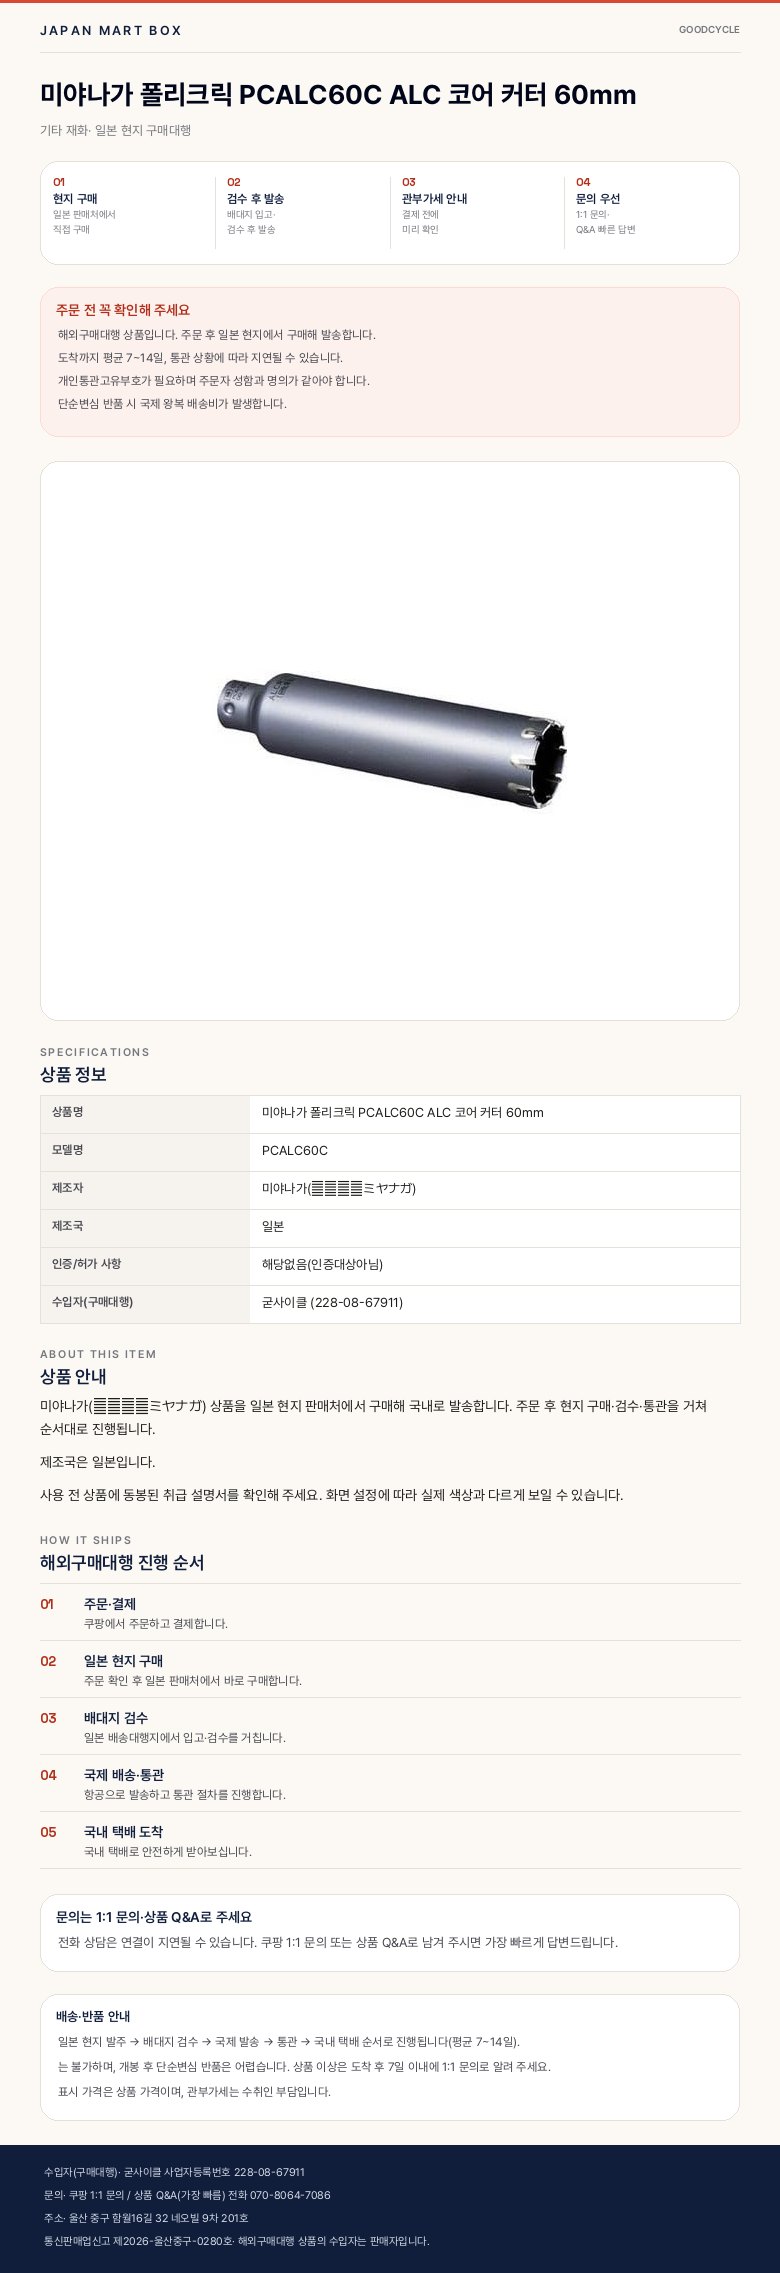 JAPAN MART BOX
GOODCYCLE
미야나가 폴리크릭 PCALC60C ALC 코어 커터 60mm
기타 재화· 일본 현지 구매대행
01
현지 구매
일본 판매처에서
직접 구매
02
검수 후 발송
배대지 입고·
검수 후 발송
03
관부가세 안내
결제 전에
미리 확인
04
문의 우선
1:1 문의·
Q&A 빠른 답변
주문 전 꼭 확인해 주세요
해외구매대행 상품입니다. 주문 후 일본 현지에서 구매해 발송합니다.
도착까지 평균 7~14일, 통관 상황에 따라 지연될 수 있습니다.
개인통관고유부호가 필요하며 주문자 성함과 명의가 같아야 합니다.
단순변심 반품 시 국제 왕복 배송비가 발생합니다.
SPECIFICATIONS
상품 정보
상품명 미야나가 폴리크릭 PCALC60C ALC 코어 커터 60mm
모델명 PCALC60C
제조자 미야나가(ミヤナガ)
제조국 일본
인증/허가 사항 해당없음(인증대상아님)
수입자(구매대행) 굳사이클 (228-08-67911)
ABOUT THIS ITEM
상품 안내
미야나가(ミヤナガ) 상품을 일본 현지 판매처에서 구매해 국내로 발송합니다. 주문 후 현지 구매·검수·통관을 거쳐
순서대로 진행됩니다.
제조국은 일본입니다.
사용 전 상품에 동봉된 취급 설명서를 확인해 주세요. 화면 설정에 따라 실제 색상과 다르게 보일 수 있습니다.
HOW IT SHIPS
해외구매대행 진행 순서
01 주문·결제
쿠팡에서 주문하고 결제합니다.
02 일본 현지 구매
주문 확인 후 일본 판매처에서 바로 구매합니다.
03 배대지 검수
일본 배송대행지에서 입고·검수를 거칩니다.
04 국제 배송·통관
항공으로 발송하고 통관 절차를 진행합니다.
05 국내 택배 도착
국내 택배로 안전하게 받아보십니다.
문의는 1:1 문의·상품 Q&A로 주세요
전화 상담은 연결이 지연될 수 있습니다. 쿠팡 1:1 문의 또는 상품 Q&A로 남겨 주시면 가장 빠르게 답변드립니다.
배송·반품 안내
일본 현지 발주 → 배대지 검수 → 국제 발송 → 통관 → 국내 택배 순서로 진행됩니다(평균 7~14일).
는 불가하며, 개봉 후 단순변심 반품은 어렵습니다. 상품 이상은 도착 후 7일 이내에 1:1 문의로 알려 주세요.
표시 가격은 상품 가격이며, 관부가세는 수취인 부담입니다.
수입자(구매대행)· 굳사이클 사업자등록번호 228-08-67911
문의· 쿠팡 1:1 문의 / 상품 Q&A(가장 빠름) 전화 070-8064-7086
주소· 울산 중구 함월16길 32 네오빌 9차 201호
통신판매업신고 제2026-울산중구-0280호· 해외구매대행 상품의 수입자는 판매자입니다.